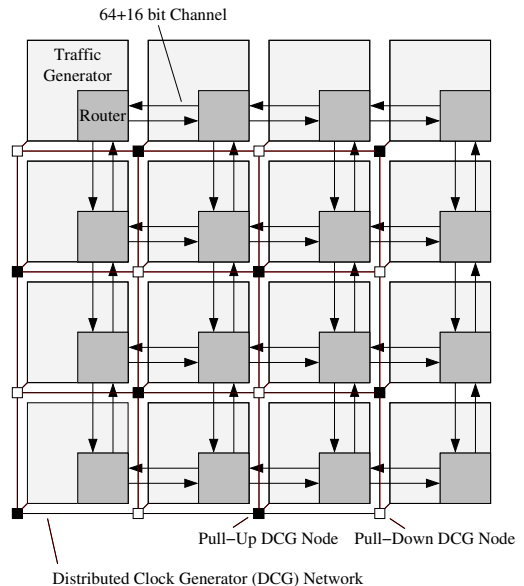 64+16 bit Channel
Traffic
Generator
Router
Pull−Up DCG Node
Pull−Down DCG Node
Distributed Clock Generator (DCG) Network